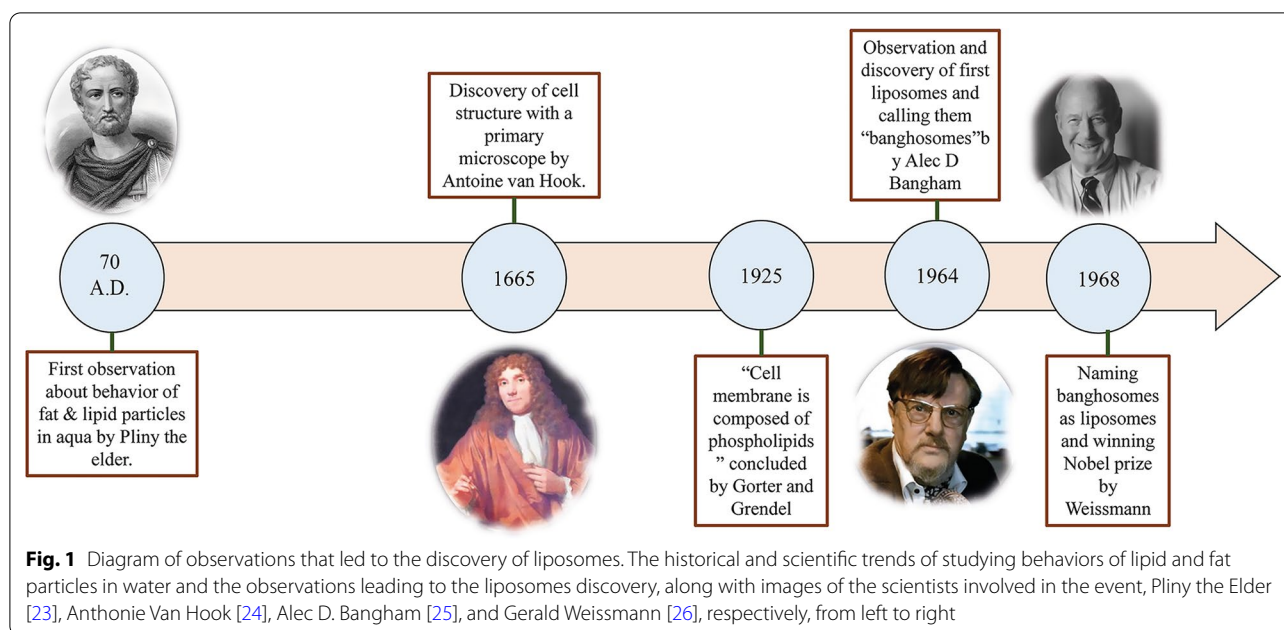 70
A.D.
First observation
about behavior of
fat & lipid particles
in aqua by Pliny the
elder.
Discovery of cell
structure with a
primary
microscope by
Antoine van Hook.
1665
1925
“Cell
membrane is
composed of
phospholipids
” concluded
by Gorter and
Grendel
Observation and
discovery of first
liposomes and
calling them
“banghosomes”b
y Alec D
Bangham
1964
1968
Naming
banghosomes
as liposomes
and winning
Nobel prize
by
Weissmann
Fig. 1 Diagram of observations that led to the discovery of liposomes. The historical and scientific trends of studying behaviors of lipid and fat
particles in water and the observations leading to the liposomes discovery, along with images of the scientists involved in the event, Pliny the Elder
[23], Anthonie Van Hook [24], Alec D. Bangham [25], and Gerald Weissmann [26], respectively, from left to right